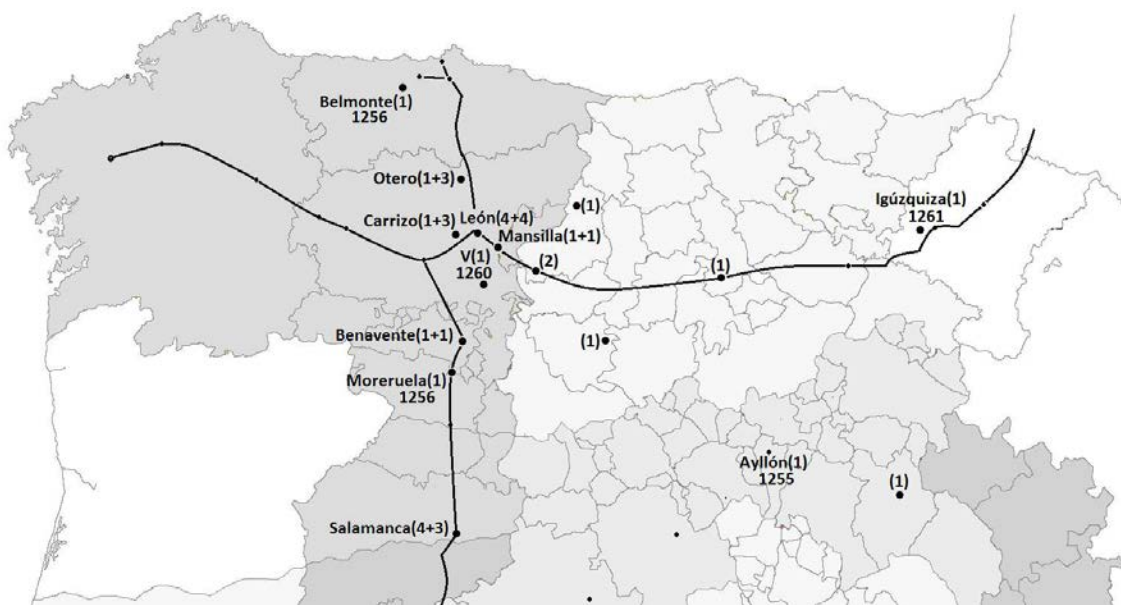 Belmonte(1)
1256
Otero(1+3)
Igúzquiza(1)
1261
(1)
Carrizo(1+3)
León(4+4)
Mansilla(1+1)
V(1)
1260
(2)
(1)
Benavente(1+1)
(1)
Moreruela(1)
1256
Ayllón(1)
1255
(1)
Salamanca(4+3)